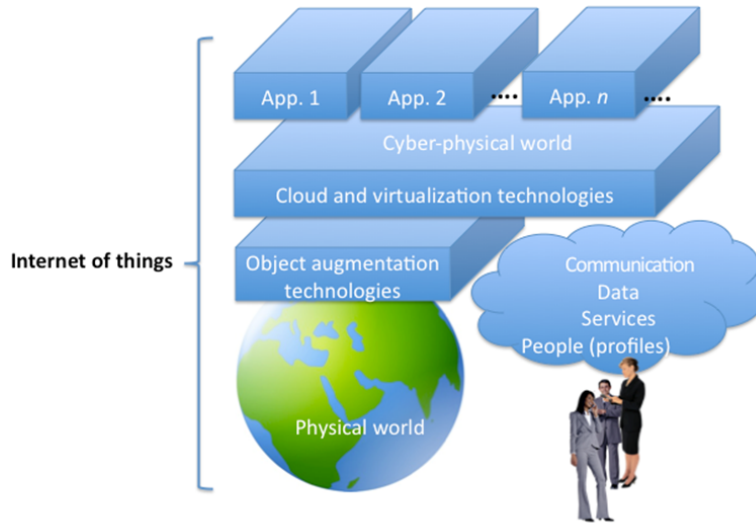 App. 1
App. 2
....
App. n
....
Cyber-physical world
Cloud and virtualization technologies
Internet of things
Object augmentation
technologies
Communication
Data
Services
People (profiles)
Physical world